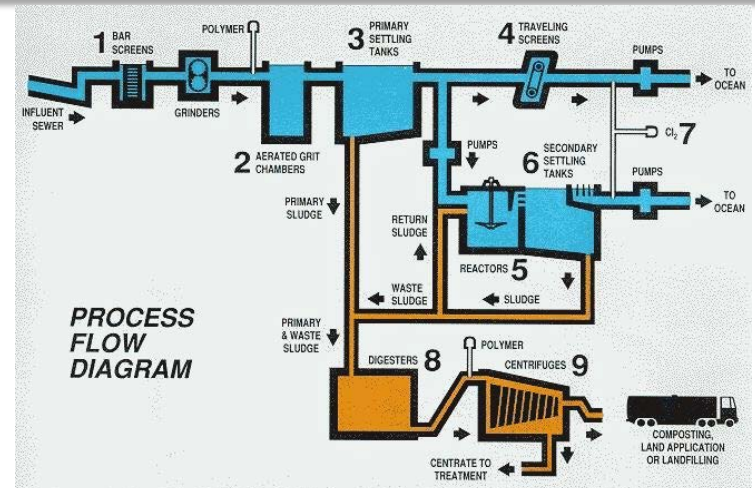 1 BAR
SCREENS
POLYMER
3 PRIMARY
SETTLING
TANKS
4 TRAVELING
SCREENS
PUMPS
TO
OCEAN
INFLUENT
SEWER
GRINDERS
2 AERATED GRIT
CHAMBERS
PUMPS
6 SECONDARY
SETTLING
TANKS
Cl₂ 7
PUMPS
TO
OCEAN
PRIMARY
SLUDGE
RETURN
SLUDGE
REACTORS 5
WASTE
SLUDGE
SLUDGE
PROCESS
FLOW
DIAGRAM
PRIMARY
& WASTE
SLUDGE
DIGESTERS 8
POLYMER
CENTRIFUGES 9
CENTRATE TO
TREATMENT
COMPOSTING,
LAND APPLICATION
OR LANDFILLING